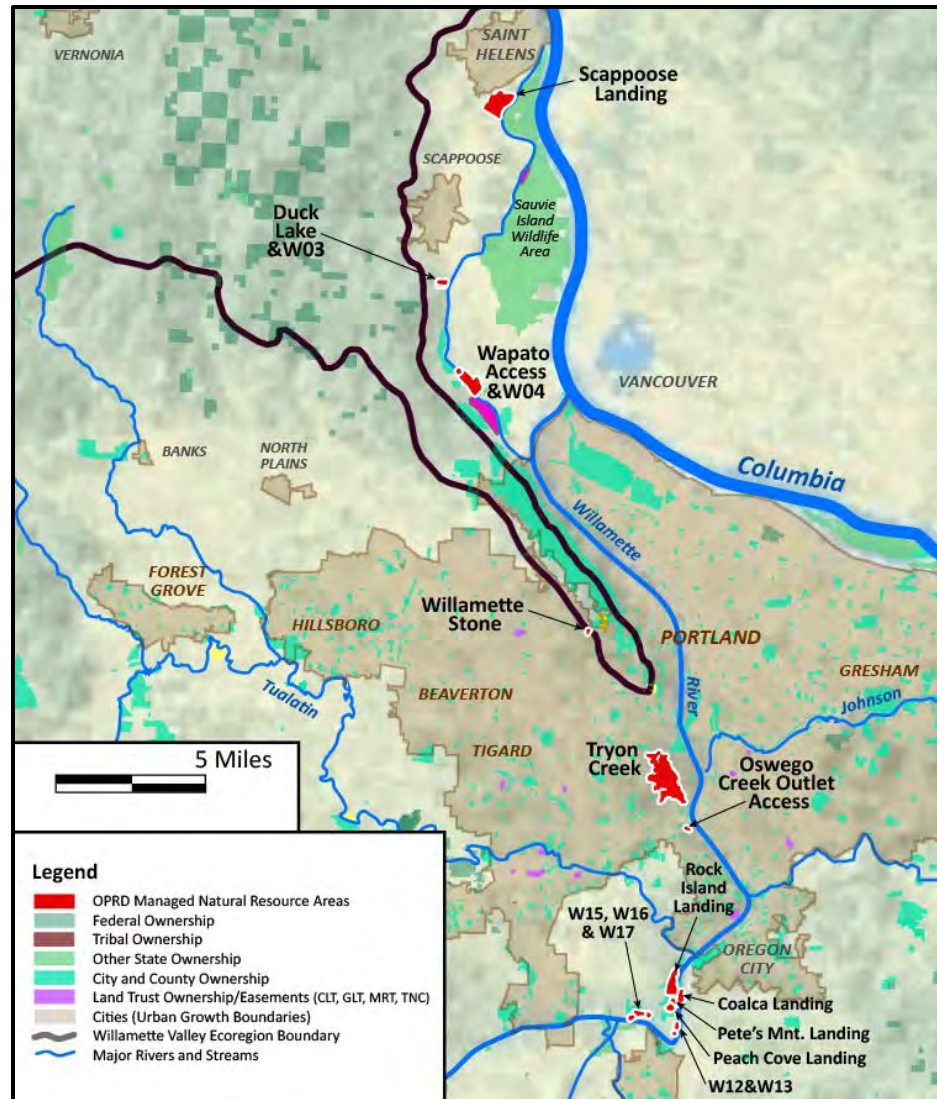 VERNONIA
SAINT
HELENS
Scappoose
Landing
SCAPPOOSE
Sauvie
Island
Wildlife
Area
Duck
Lake
&W03
Wapato
Access
&W04
VANCOUVER
BANKS
NORTH
PLAINS
Columbia
Willamette
River
FOREST
GROVE
HILLSBORO
Willamette
Stone
PORTLAND
GRESHAM
Johnson
BEAVERTON
Tualatin
TIGARD
Tryon
Creek
Oswego
Creek Outlet
Access
5 Miles
Rock
Island
Landing
W15, W16
& W17
OREGON
CITY
Coalca Landing
Pete's Mnt. Landing
Peach Cove Landing
W12&W13
Legend
OPRD Managed Natural Resource Areas
Federal Ownership
Tribal Ownership
Other State Ownership
City and County Ownership
Land Trust Ownership/Easements (CLT, GLT, MRT, TNC)
Cities (Urban Growth Boundaries)
Willamette Valley Ecoregion Boundary
Major Rivers and Streams